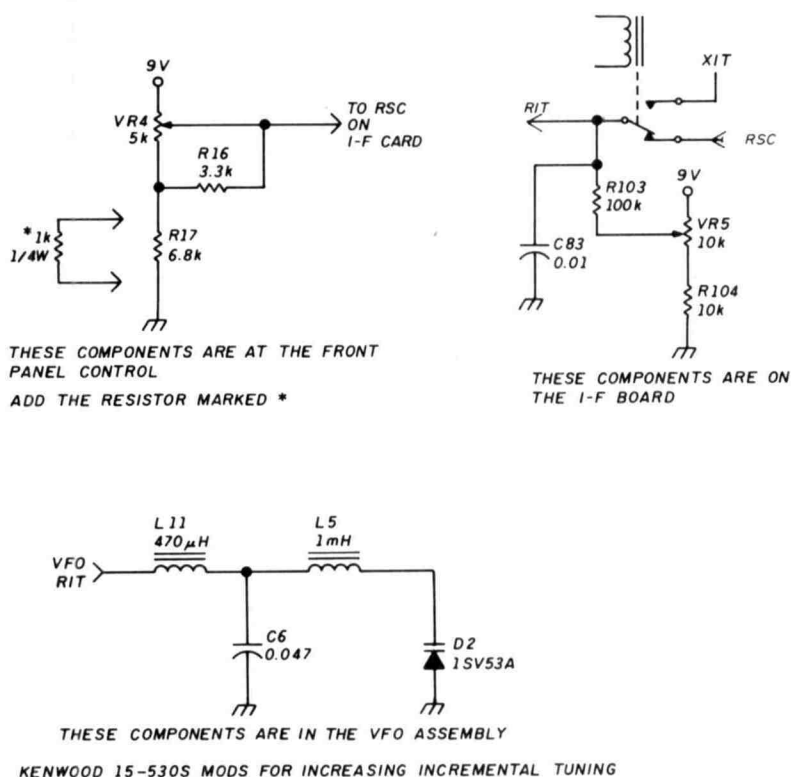 9V
VR4
5k
TO RSC
ON
I-F CARD
R16
3.3k
*1k
1/4W
R17
6.8k
THESE COMPONENTS ARE AT THE FRONT
PANEL CONTROL
ADD THE RESISTOR MARKED *
XIT
RIT
RSC
R103
100k
9V
VR5
10k
C83
0.01
R104
10k
THESE COMPONENTS ARE ON
THE I-F BOARD
L11
470µH
L5
1mH
VFO
RIT
C6
0.047
D2
1SV53A
THESE COMPONENTS ARE IN THE VFO ASSEMBLY
KENWOOD 15-530S MODS FOR INCREASING INCREMENTAL TUNING